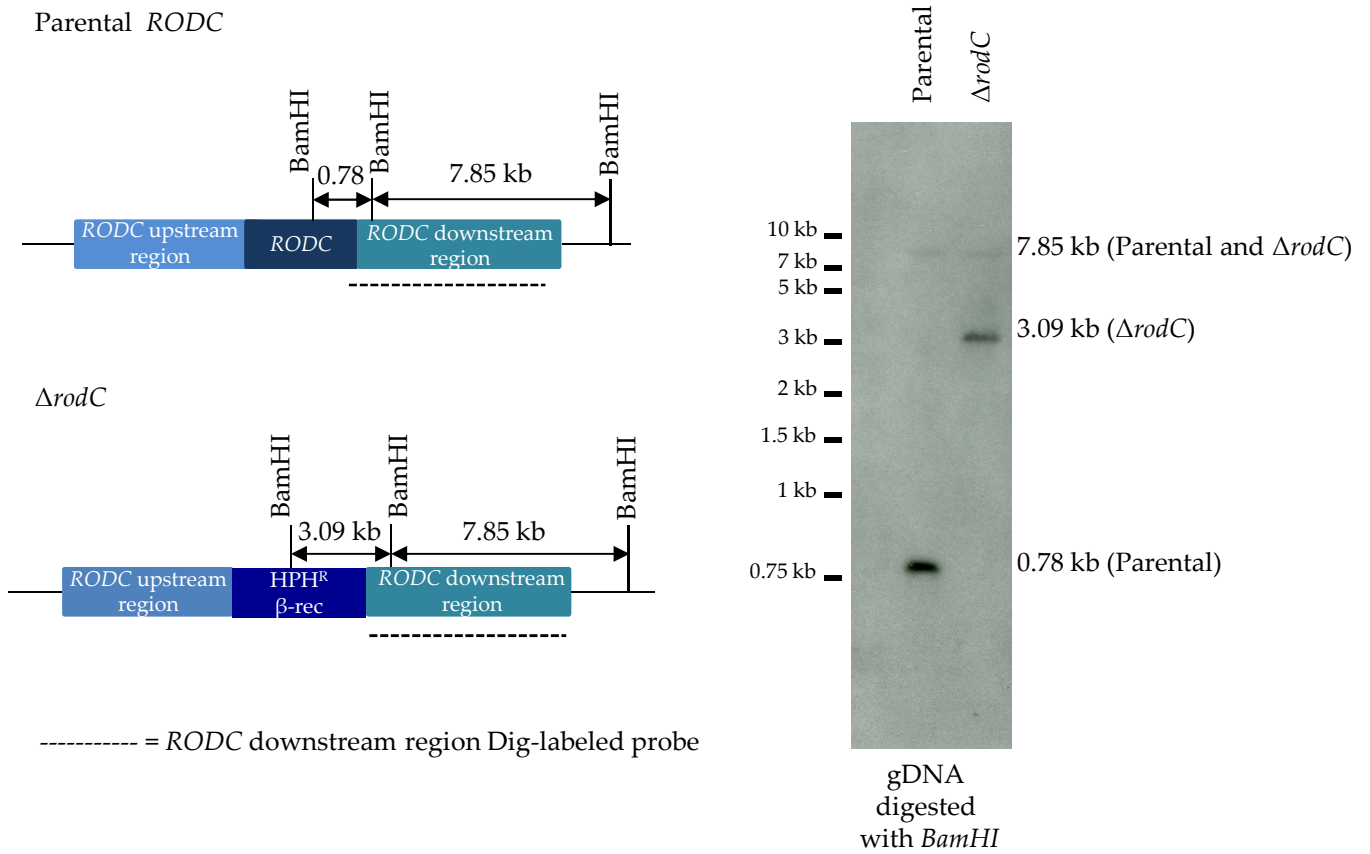 Parental RODC
BamHI
BamHI
BamHI
0.78
7.85 kb
RODC upstream
region
RODC
RODC downstream
region
ΔrodC
BamHI
BamHI
BamHI
3.09 kb
7.85 kb
RODC upstream
region
HPHᴿ
β-rec
RODC downstream
region
----------- = RODC downstream region Dig-labeled probe
Parental
ΔrodC
10 kb
7 kb
5 kb
3 kb
2 kb
1.5 kb
1 kb
0.75 kb
7.85 kb (Parental and ΔrodC)
3.09 kb (ΔrodC)
0.78 kb (Parental)
gDNA
digested
with BamHI